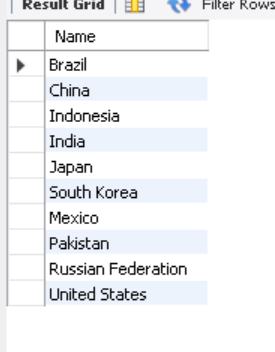 Result Grid
Filter Rows
Name
Brazil
China
Indonesia
India
Japan
South Korea
Mexico
Pakistan
Russian Federation
United States